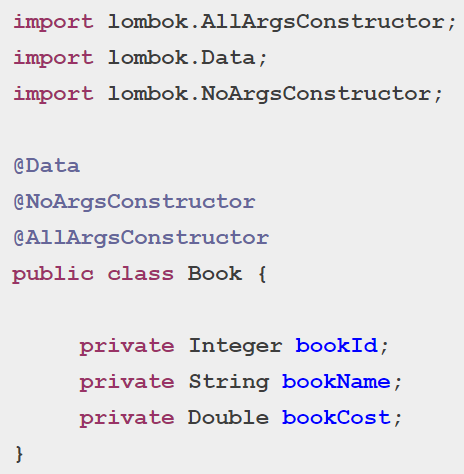 import lombok.AllArgsConstructor;
import lombok.Data;
import lombok.NoArgsConstructor;
@Data
@NoArgsConstructor
@AllArgsConstructor
public class Book {
private Integer bookId;
private String bookName;
private Double bookCost;
}